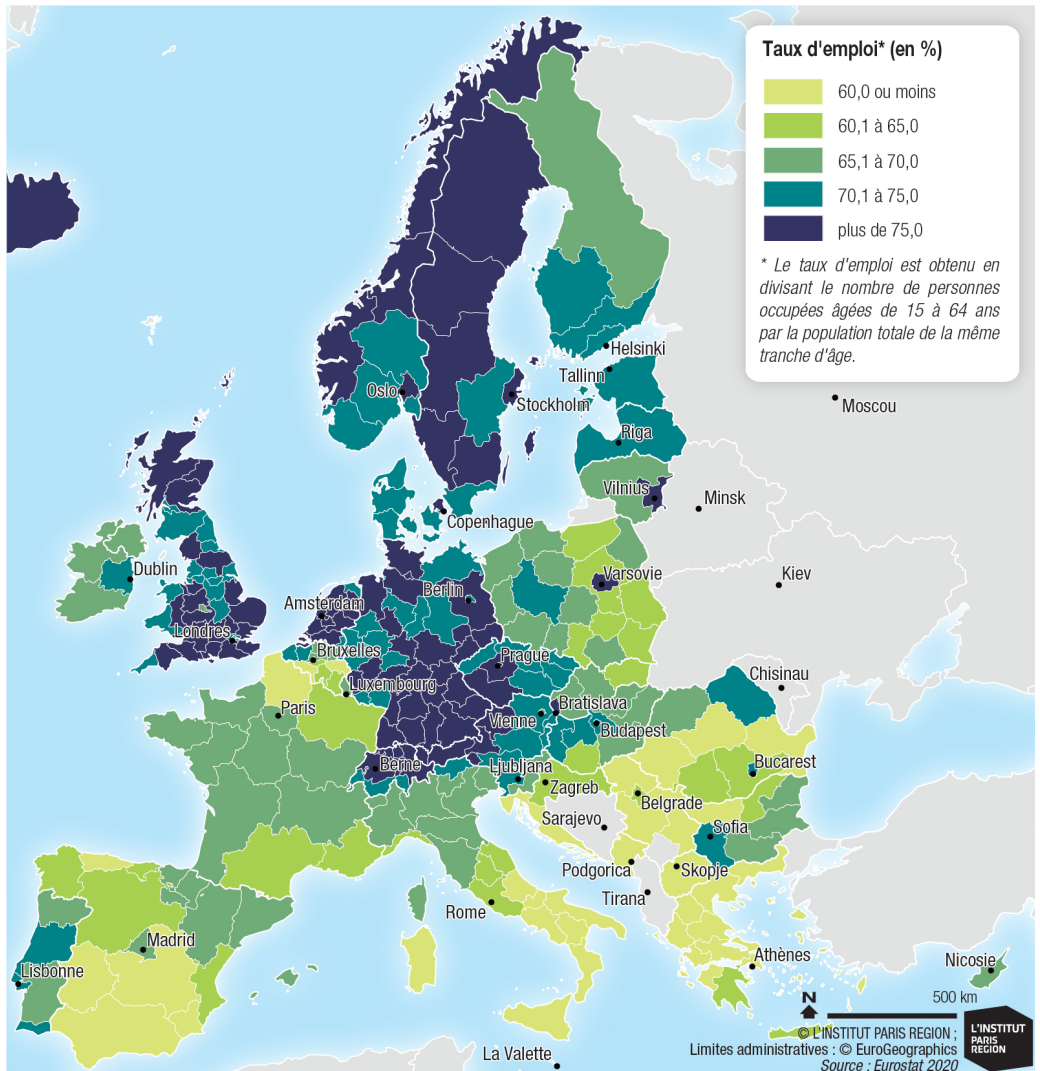 Taux d'emploi* (en %)
60,0 ou moins
60,1 à 65,0
65,1 à 70,0
70,1 à 75,0
plus de 75,0
* Le taux d'emploi est obtenu en
divisant le nombre de personnes
occupées âgées de 15 à 64 ans
par la population totale de la même
tranche d'âge.
Helsinki
Tallinn
Oslo
Stockholm
Moscou
Riga
Vilnius
Minsk
Copenhague
Dublin
Varsovie
Kiev
Berlin
Amsterdam
Londres
Bruxelles
Prague
Chisinau
Luxembourg
Paris
Bratislava
Vienne
Budapest
Berne
Ljubljana
Bucarest
Zagreb
Belgrade
Sarajevo
Sofia
Podgorica
Skopje
Tirana
Rome
Madrid
Lisbonne
Athènes
Nicosie
La Valette
N
500 km
© L'INSTITUT PARIS REGION ;
Limites administratives : © EuroGeographics
Source : Eurostat 2020
L'INSTITUT
PARIS
REGION